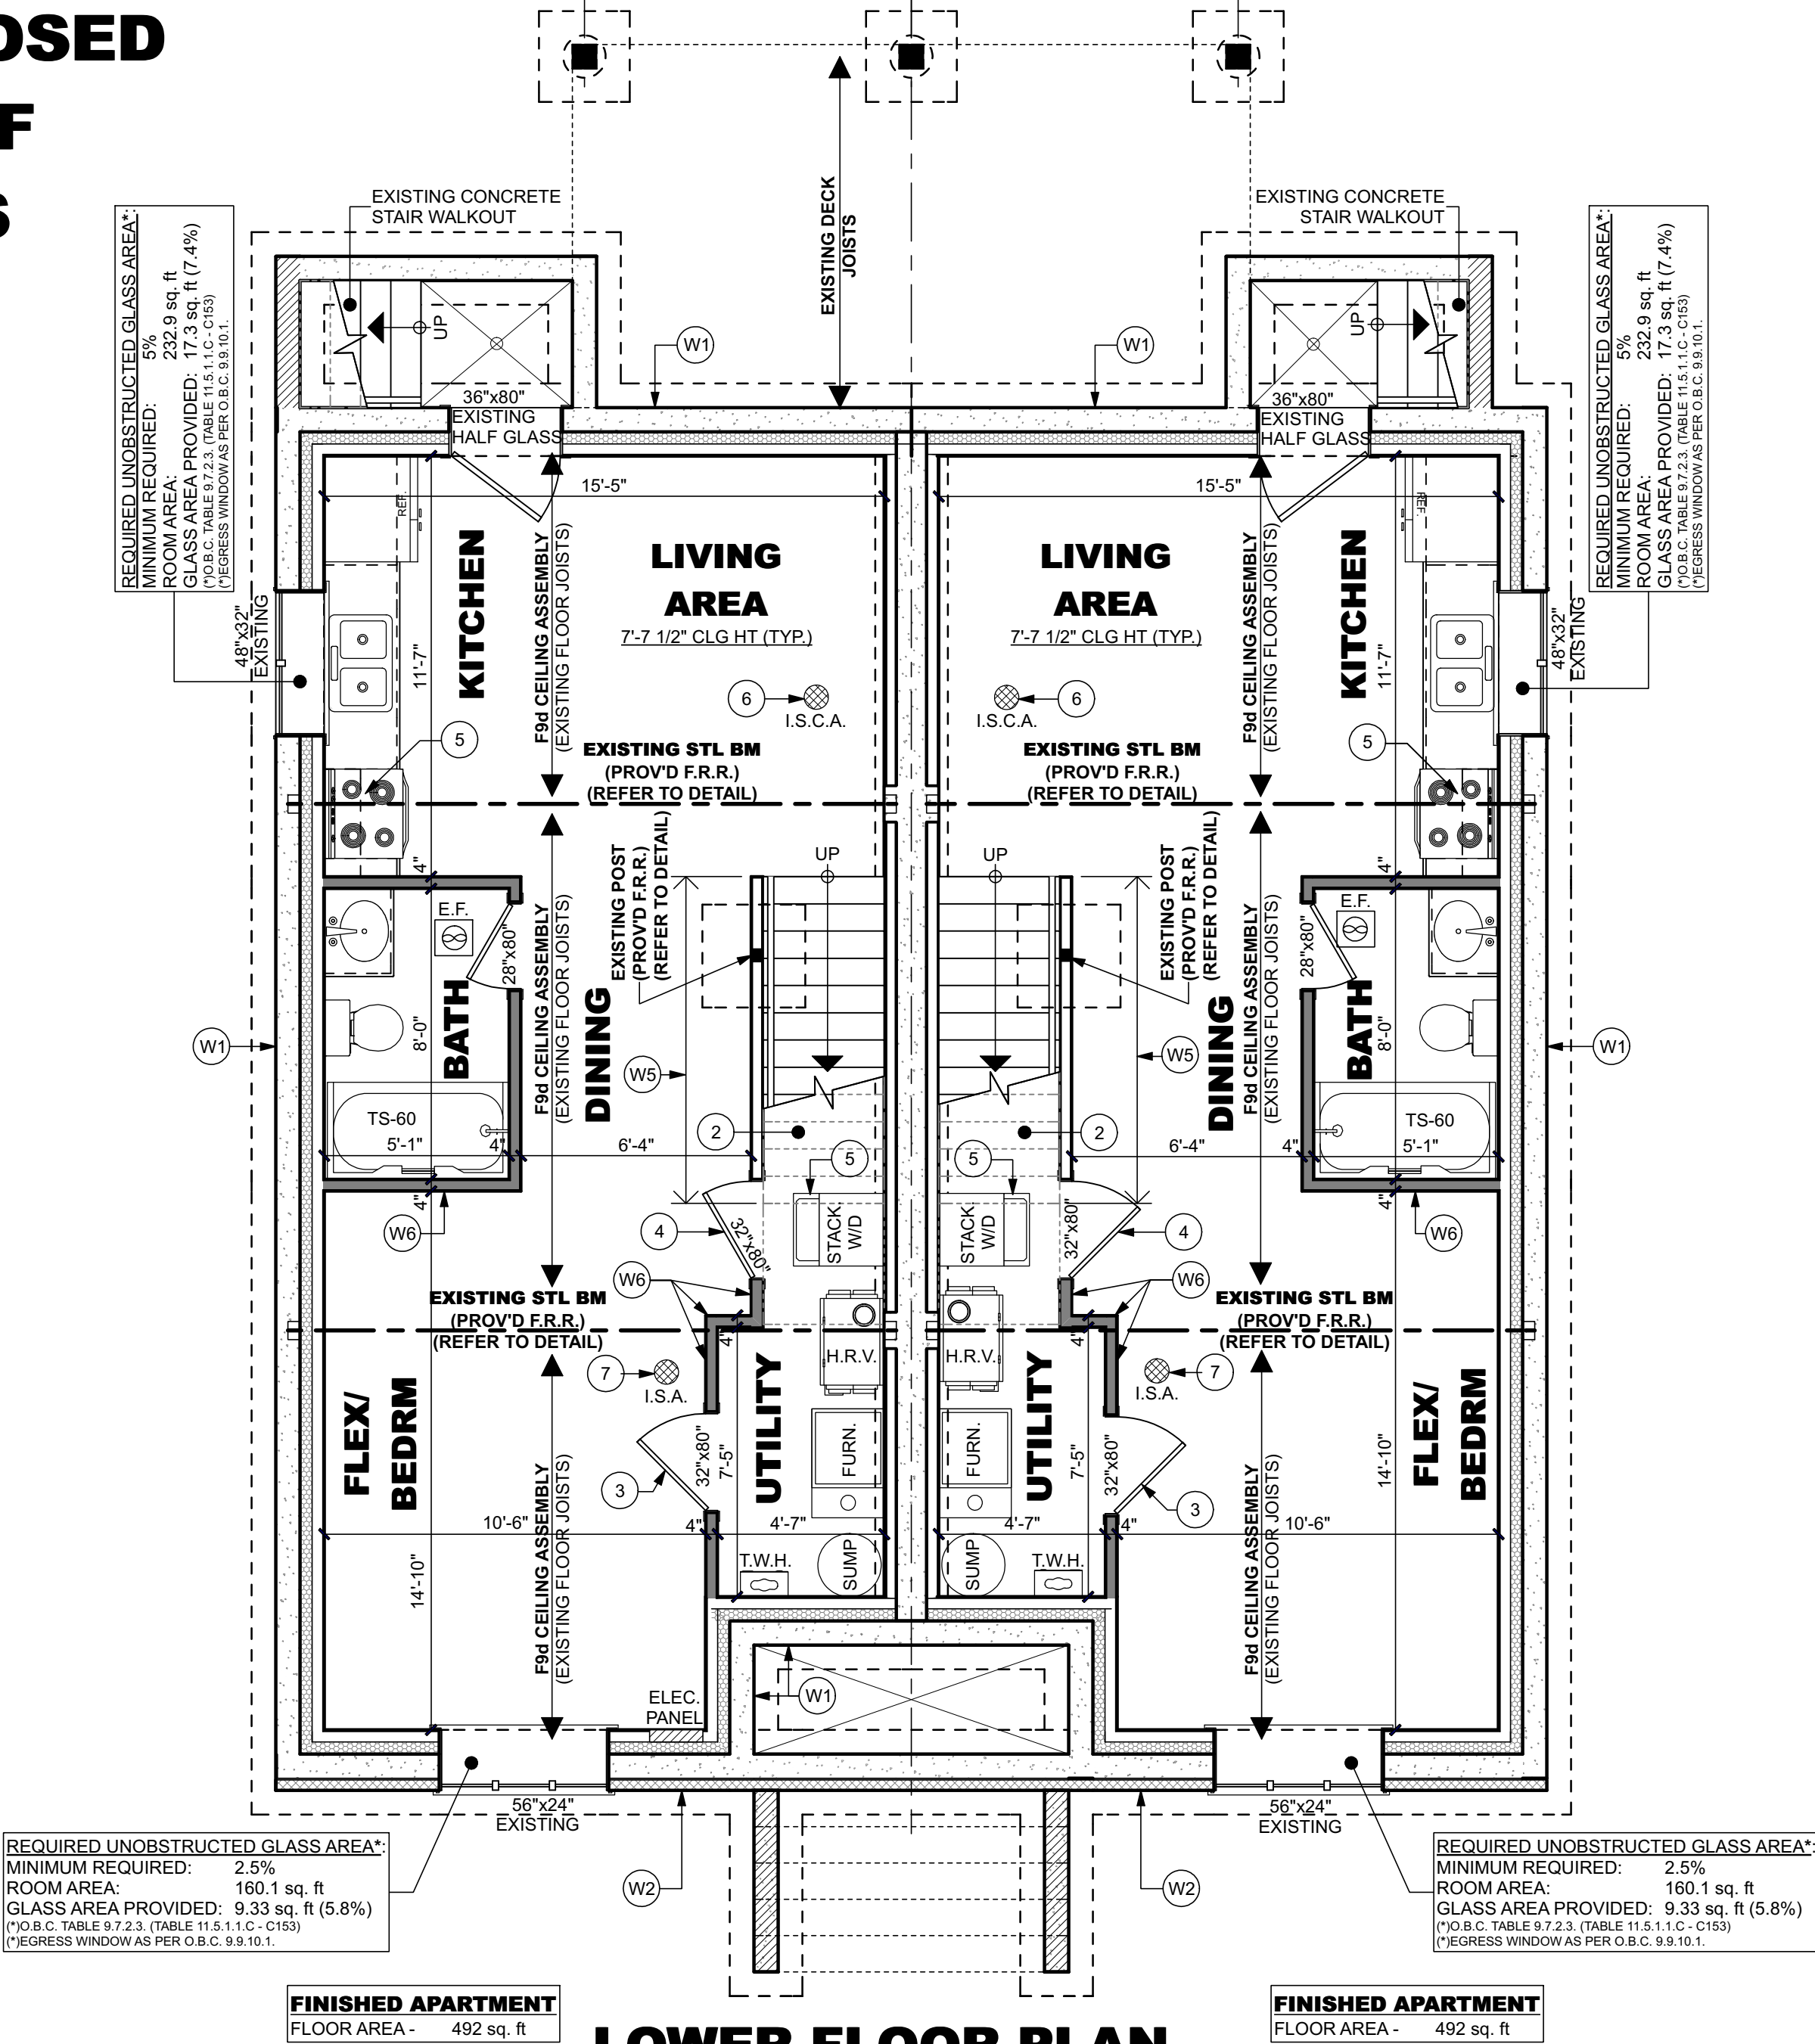 OSED
F
S
EXISTING CONCRETE
STAIR WALKOUT
EXISTING DECK
JOISTS
EXISTING CONCRETE
STAIR WALKOUT
REQUIRED UNOBSTRUCTED GLASS AREA*:
MINIMUM REQUIRED: 5%
ROOM AREA: 232.9 sq. ft
GLASS AREA PROVIDED: 17.3 sq. ft (7.4%)
(*)O.B.C. TABLE 9.7.2.3. (TABLE 11.5.1.1.C - C153)
(*)EGRESS WINDOW AS PER O.B.C. 9.9.10.1.
REQUIRED UNOBSTRUCTED GLASS AREA*:
MINIMUM REQUIRED: 5%
ROOM AREA: 232.9 sq. ft
GLASS AREA PROVIDED: 17.3 sq. ft (7.4%)
(*)O.B.C. TABLE 9.7.2.3. (TABLE 11.5.1.1.C - C153)
(*)EGRESS WINDOW AS PER O.B.C. 9.9.10.1.
UP
UP
W1
W1
36"x80"
EXISTING
HALF GLASS
36"x80"
EXISTING
HALF GLASS
15'-5"
15'-5"
REF.
REF.
KITCHEN
LIVING
AREA
7'-7 1/2" CLG HT (TYP.)
LIVING
AREA
7'-7 1/2" CLG HT (TYP.)
KITCHEN
F9d CEILING ASSEMBLY
(EXISTING FLOOR JOISTS)
F9d CEILING ASSEMBLY
(EXISTING FLOOR JOISTS)
48"x32"
EXISTING
48"x32"
EXISTING
11'-7"
11'-7"
6
I.S.C.A.
6
I.S.C.A.
5
5
EXISTING STL BM
(PROV'D F.R.R.)
(REFER TO DETAIL)
EXISTING STL BM
(PROV'D F.R.R.)
(REFER TO DETAIL)
4"
4"
EXISTING POST
(PROV'D F.R.R.)
(REFER TO DETAIL)
UP
UP
EXISTING POST
(PROV'D F.R.R.)
(REFER TO DETAIL)
E.F.
E.F.
28"x80"
28"x80"
F9d CEILING ASSEMBLY
(EXISTING FLOOR JOISTS)
F9d CEILING ASSEMBLY
(EXISTING FLOOR JOISTS)
BATH
8'-0"
DINING
DINING
BATH
8'-0"
W1
W5
W5
W1
TS-60
5'-1"
4"
6'-4"
2
2
6'-4"
4"
TS-60
5'-1"
5
5
4"
4"
W6
W6
4
32"x80"
STACK
W/D
STACK
W/D
32"x80"
4
W6
W6
EXISTING STL BM
(PROV'D F.R.R.)
(REFER TO DETAIL)
EXISTING STL BM
(PROV'D F.R.R.)
(REFER TO DETAIL)
4"
4"
H.R.V.
H.R.V.
7
I.S.A.
7
I.S.A.
FLEX/
BEDRM
UTILITY
UTILITY
FLEX/
BEDRM
FURN.
FURN.
32"x80"
7'-5"
7'-5"
32"x80"
14'-10"
3
3
F9d CEILING ASSEMBLY
(EXISTING FLOOR JOISTS)
F9d CEILING ASSEMBLY
(EXISTING FLOOR JOISTS)
10'-6"
4"
4'-7"
4'-7"
4"
10'-6"
T.W.H.
SUMP
SUMP
T.W.H.
14'-10"
ELEC.
PANEL
W1
56"x24"
EXISTING
56"x24"
EXISTING
REQUIRED UNOBSTRUCTED GLASS AREA*:
MINIMUM REQUIRED: 2.5%
ROOM AREA: 160.1 sq. ft
GLASS AREA PROVIDED: 9.33 sq. ft (5.8%)
(*)O.B.C. TABLE 9.7.2.3. (TABLE 11.5.1.1.C - C153)
(*)EGRESS WINDOW AS PER O.B.C. 9.9.10.1.
W2
W2
REQUIRED UNOBSTRUCTED GLASS AREA*:
MINIMUM REQUIRED: 2.5%
ROOM AREA: 160.1 sq. ft
GLASS AREA PROVIDED: 9.33 sq. ft (5.8%)
(*)O.B.C. TABLE 9.7.2.3. (TABLE 11.5.1.1.C - C153)
(*)EGRESS WINDOW AS PER O.B.C. 9.9.10.1.
FINISHED APARTMENT
FLOOR AREA - 492 sq. ft
FINISHED APARTMENT
FLOOR AREA - 492 sq. ft
LOWER FLOOR PLAN